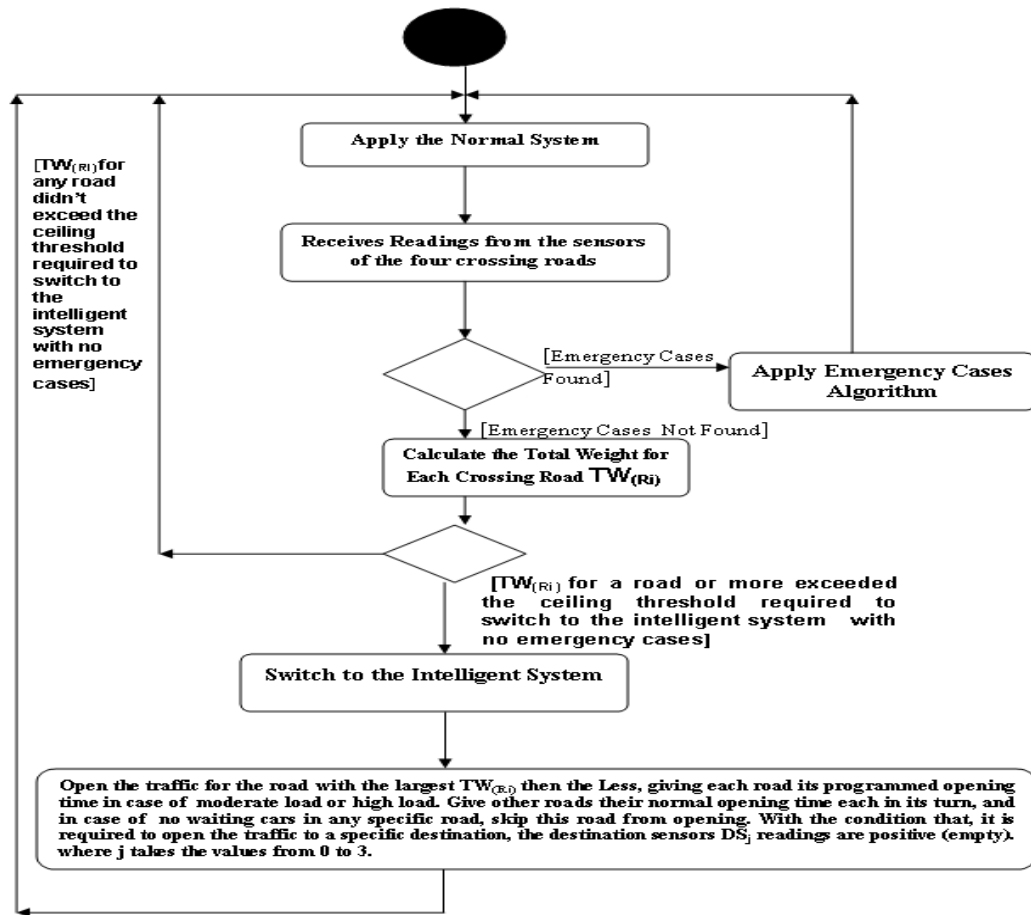 Apply the Normal System
[TW(Ri) for
any road
didn't
exceed the
ceiling
threshold
required to
switch to
the
intelligent
system
with no
emergency
cases]
Receives Readings from the sensors
of the four crossing roads
[Emergency Cases
Found]
Apply Emergency Cases
Algorithm
[Emergency Cases Not Found]
Calculate the Total Weight for
Each Crossing Road TW(Ri)
[TW(Ri) for a road or more exceeded
the ceiling threshold required to
switch to the intelligent system with
no emergency cases]
Switch to the Intelligent System
Open the traffic for the road with the largest TW(Ri) then the Less, giving each road its programmed opening
time in case of moderate load or high load. Give other roads their normal opening time each in its turn, and
in case of no waiting cars in any specific road, skip this road from opening. With the condition that, it is
required to open the traffic to a specific destination, the destination sensors DSj readings are positive (empty).
where j takes the values from 0 to 3.